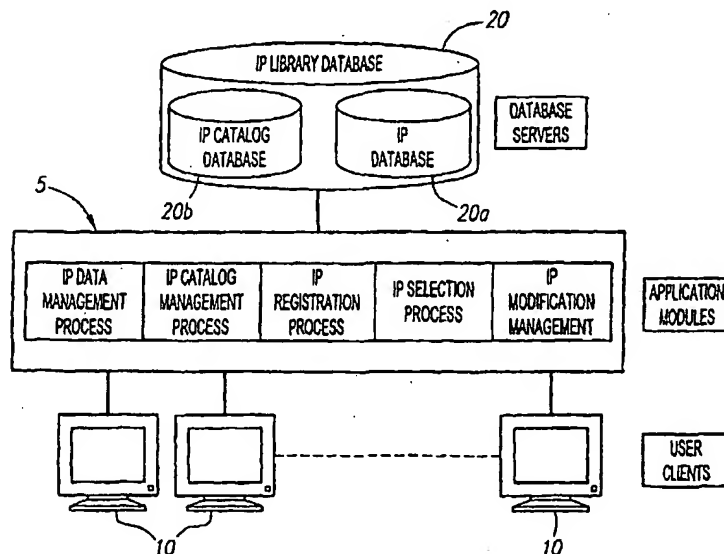 20
IP LIBRARY DATABASE
IP CATALOG
DATABASE
IP
DATABASE
DATABASE
SERVERS
20b
20a
5
IP DATA
MANAGEMENT
PROCESS
IP CATALOG
MANAGEMENT
PROCESS
IP
REGISTRATION
PROCESS
IP SELECTION
PROCESS
IP
MODIFICATION
MANAGEMENT
APPLICATION
MODULES
USER
CLIENTS
10
10